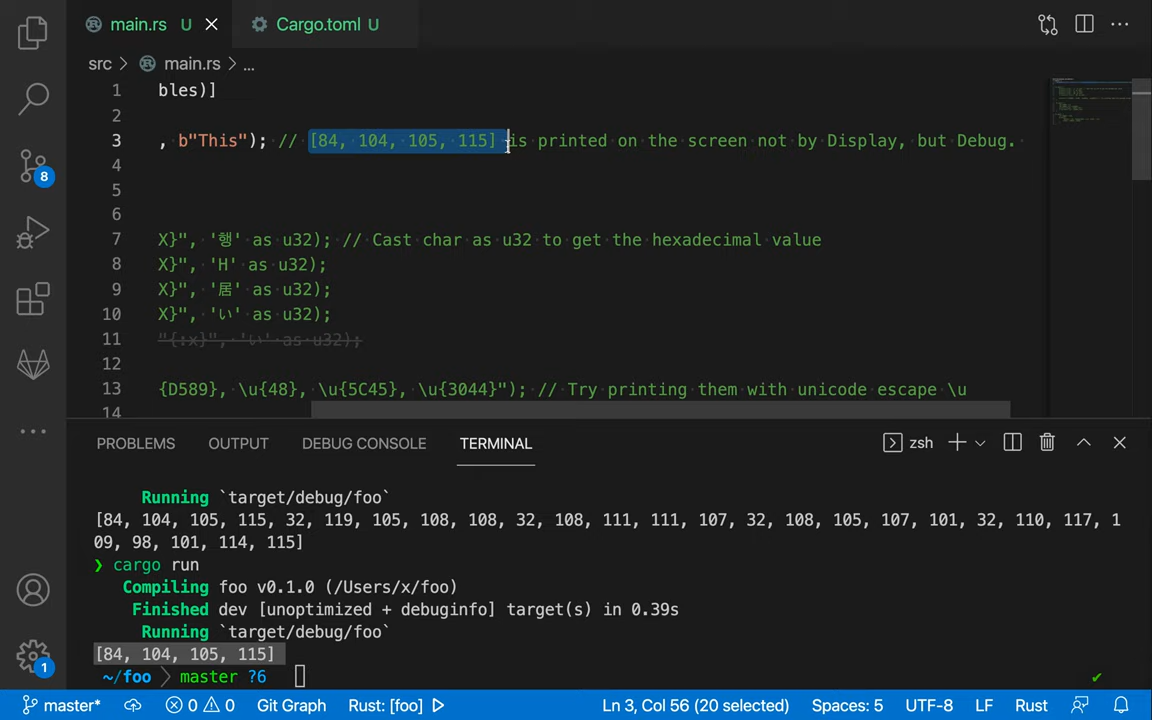 main.rs U
Cargo.toml U
src > main.rs > ...
1 bles)]
2
3 , b"This"); // [84, 104, 105, 115] is printed on the screen not by Display, but Debug.
4
5
6
7 X}", '행' as u32); // Cast char as u32 to get the hexadecimal value
8 X}", 'H' as u32);
9 X}", '居' as u32);
10 X}", 'い' as u32);
11 "{:x}", 'い' as u32);
12
13 {D589}, \u{48}, \u{5C45}, \u{3044}"); // Try printing them with unicode escape \u
14
8
PROBLEMS OUTPUT DEBUG CONSOLE TERMINAL zsh
Running `target/debug/foo`
[84, 104, 105, 115, 32, 119, 105, 108, 108, 32, 108, 111, 111, 107, 32, 108, 105, 107, 101, 32, 110, 117, 1
09, 98, 101, 114, 115]
❯ cargo run
Compiling foo v0.1.0 (/Users/x/foo)
Finished dev [unoptimized + debuginfo] target(s) in 0.39s
Running `target/debug/foo`
[84, 104, 105, 115]
~/foo master ?6
1
master* 0 0 Git Graph Rust: [foo] Ln 3, Col 56 (20 selected) Spaces: 5 UTF-8 LF Rust